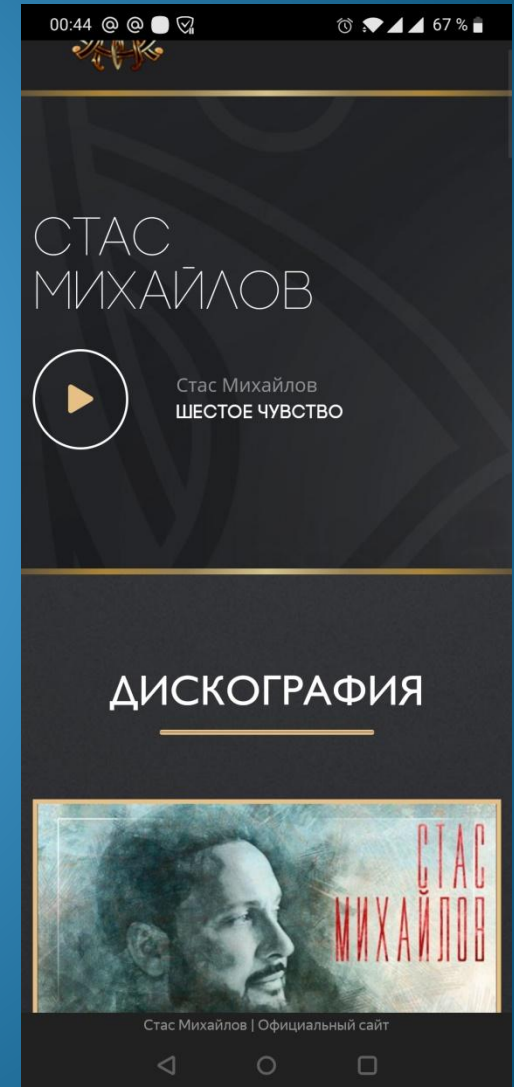 00:44
67 %
СТАС
МИХАЙЛОВ
Стас Михайлов
ШЕСТОЕ ЧУВСТВО
ДИСКОГРАФИЯ
СТАС
МИХАЙЛОВ
Стас Михайлов | Официальный сайт